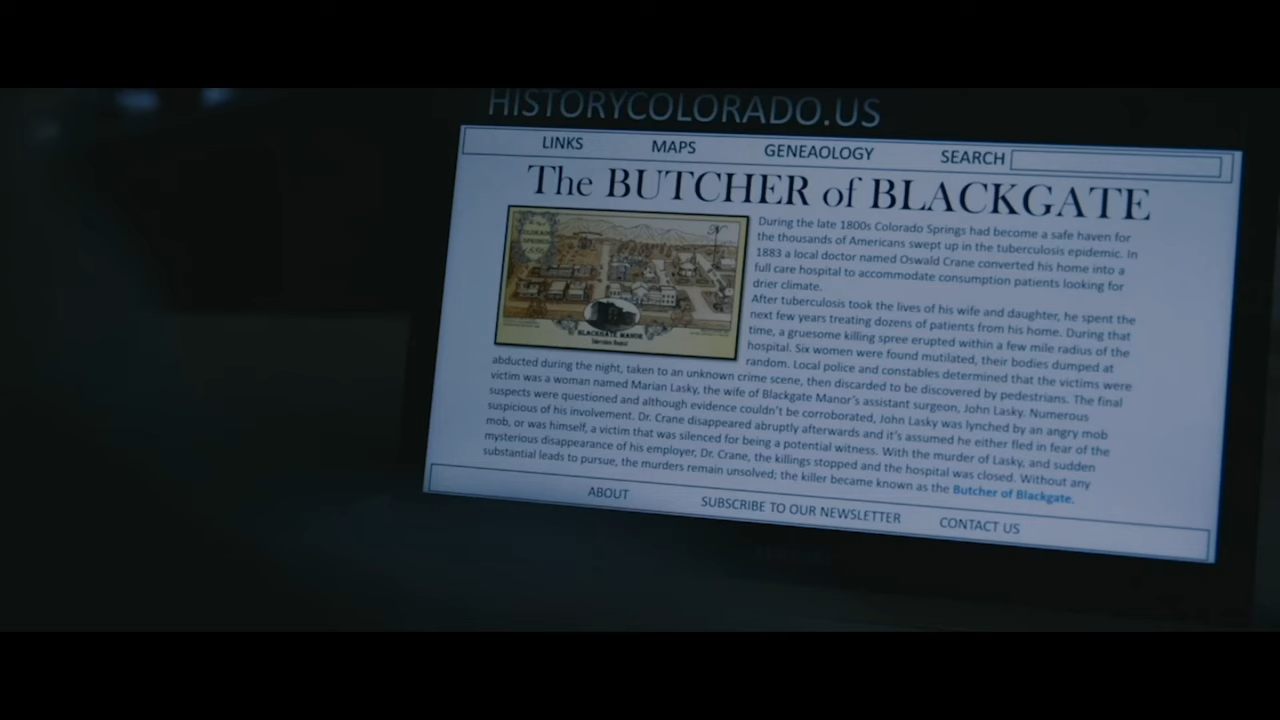 HISTORYCOLORADO.US
LINKS MAPS GENEAOLOGY SEARCH
The BUTCHER of BLACKGATE
COLORADO
SPRINGS
BLACKGATE MANOR
During the late 1800s Colorado Springs had become a safe haven for
the thousands of Americans swept up in the tuberculosis epidemic. In
1883 a local doctor named Oswald Crane converted his home into a
full care hospital to accommodate consumption patients looking for
drier climate.
After tuberculosis took the lives of his wife and daughter, he spent the
next few years treating dozens of patients from his home. During that
time, a gruesome killing spree erupted within a few mile radius of the
hospital. Six women were found mutilated, their bodies dumped at
random. Local police and constables determined that the victims were
abducted during the night, taken to an unknown crime scene, then discarded to be discovered by pedestrians. The final
victim was a woman named Marian Lasky, the wife of Blackgate Manor's assistant surgeon, John Lasky. Numerous
suspects were questioned and although evidence couldn't be corroborated, John Lasky was lynched by an angry mob
suspicious of his involvement. Dr. Crane disappeared abruptly afterwards and it's assumed he either fled in fear of the
mob, or was himself, a victim that was silenced for being a potential witness. With the murder of Lasky, and sudden
mysterious disappearance of his employer, Dr. Crane, the killings stopped and the hospital was closed. Without any
substantial leads to pursue, the murders remain unsolved; the killer became known as the Butcher of Blackgate.
ABOUT SUBSCRIBE TO OUR NEWSLETTER CONTACT US